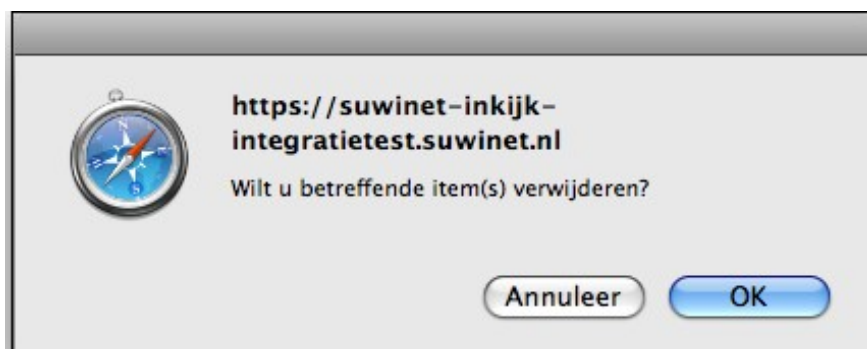 https://suwinet-inkijk-
integratietest.suwinet.nl
Wilt u betreffende item(s) verwijderen?
Annuleer OK